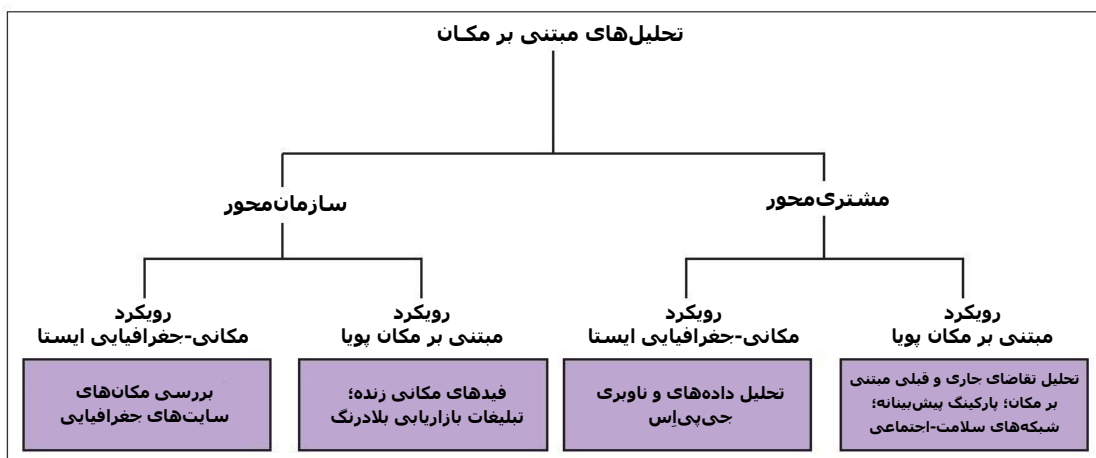 تحلیل‌های مبتنی بر مکان
مشتری‌محور
سازمان‌محور
رویکرد
مبتنی بر مکان پویا
رویکرد
مکانی-جغرافیایی ایستا
رویکرد
مبتنی بر مکان پویا
رویکرد
مکانی-جغرافیایی ایستا
تحلیل تقاضای جاری و قبلی مبتنی
بر مکان؛ پارکینگ پیش‌بینانه؛
شبکه‌های سلامت-اجتماعی
تحلیل داده‌های و ناوبری
جی‌پی‌اِس
فیدهای مکانی زنده؛
تبلیغات بازاریابی بلادرنگ
بررسی مکان‌های
سایت‌های جغرافیایی